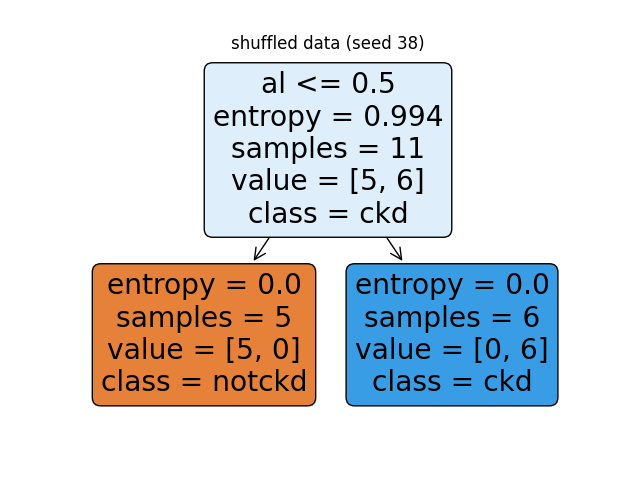 shuffled data (seed 38)
al <= 0.5
entropy = 0.994
samples = 11
value = [5, 6]
class = ckd
entropy = 0.0
samples = 5
value = [5, 0]
class = notckd
entropy = 0.0
samples = 6
value = [0, 6]
class = ckd